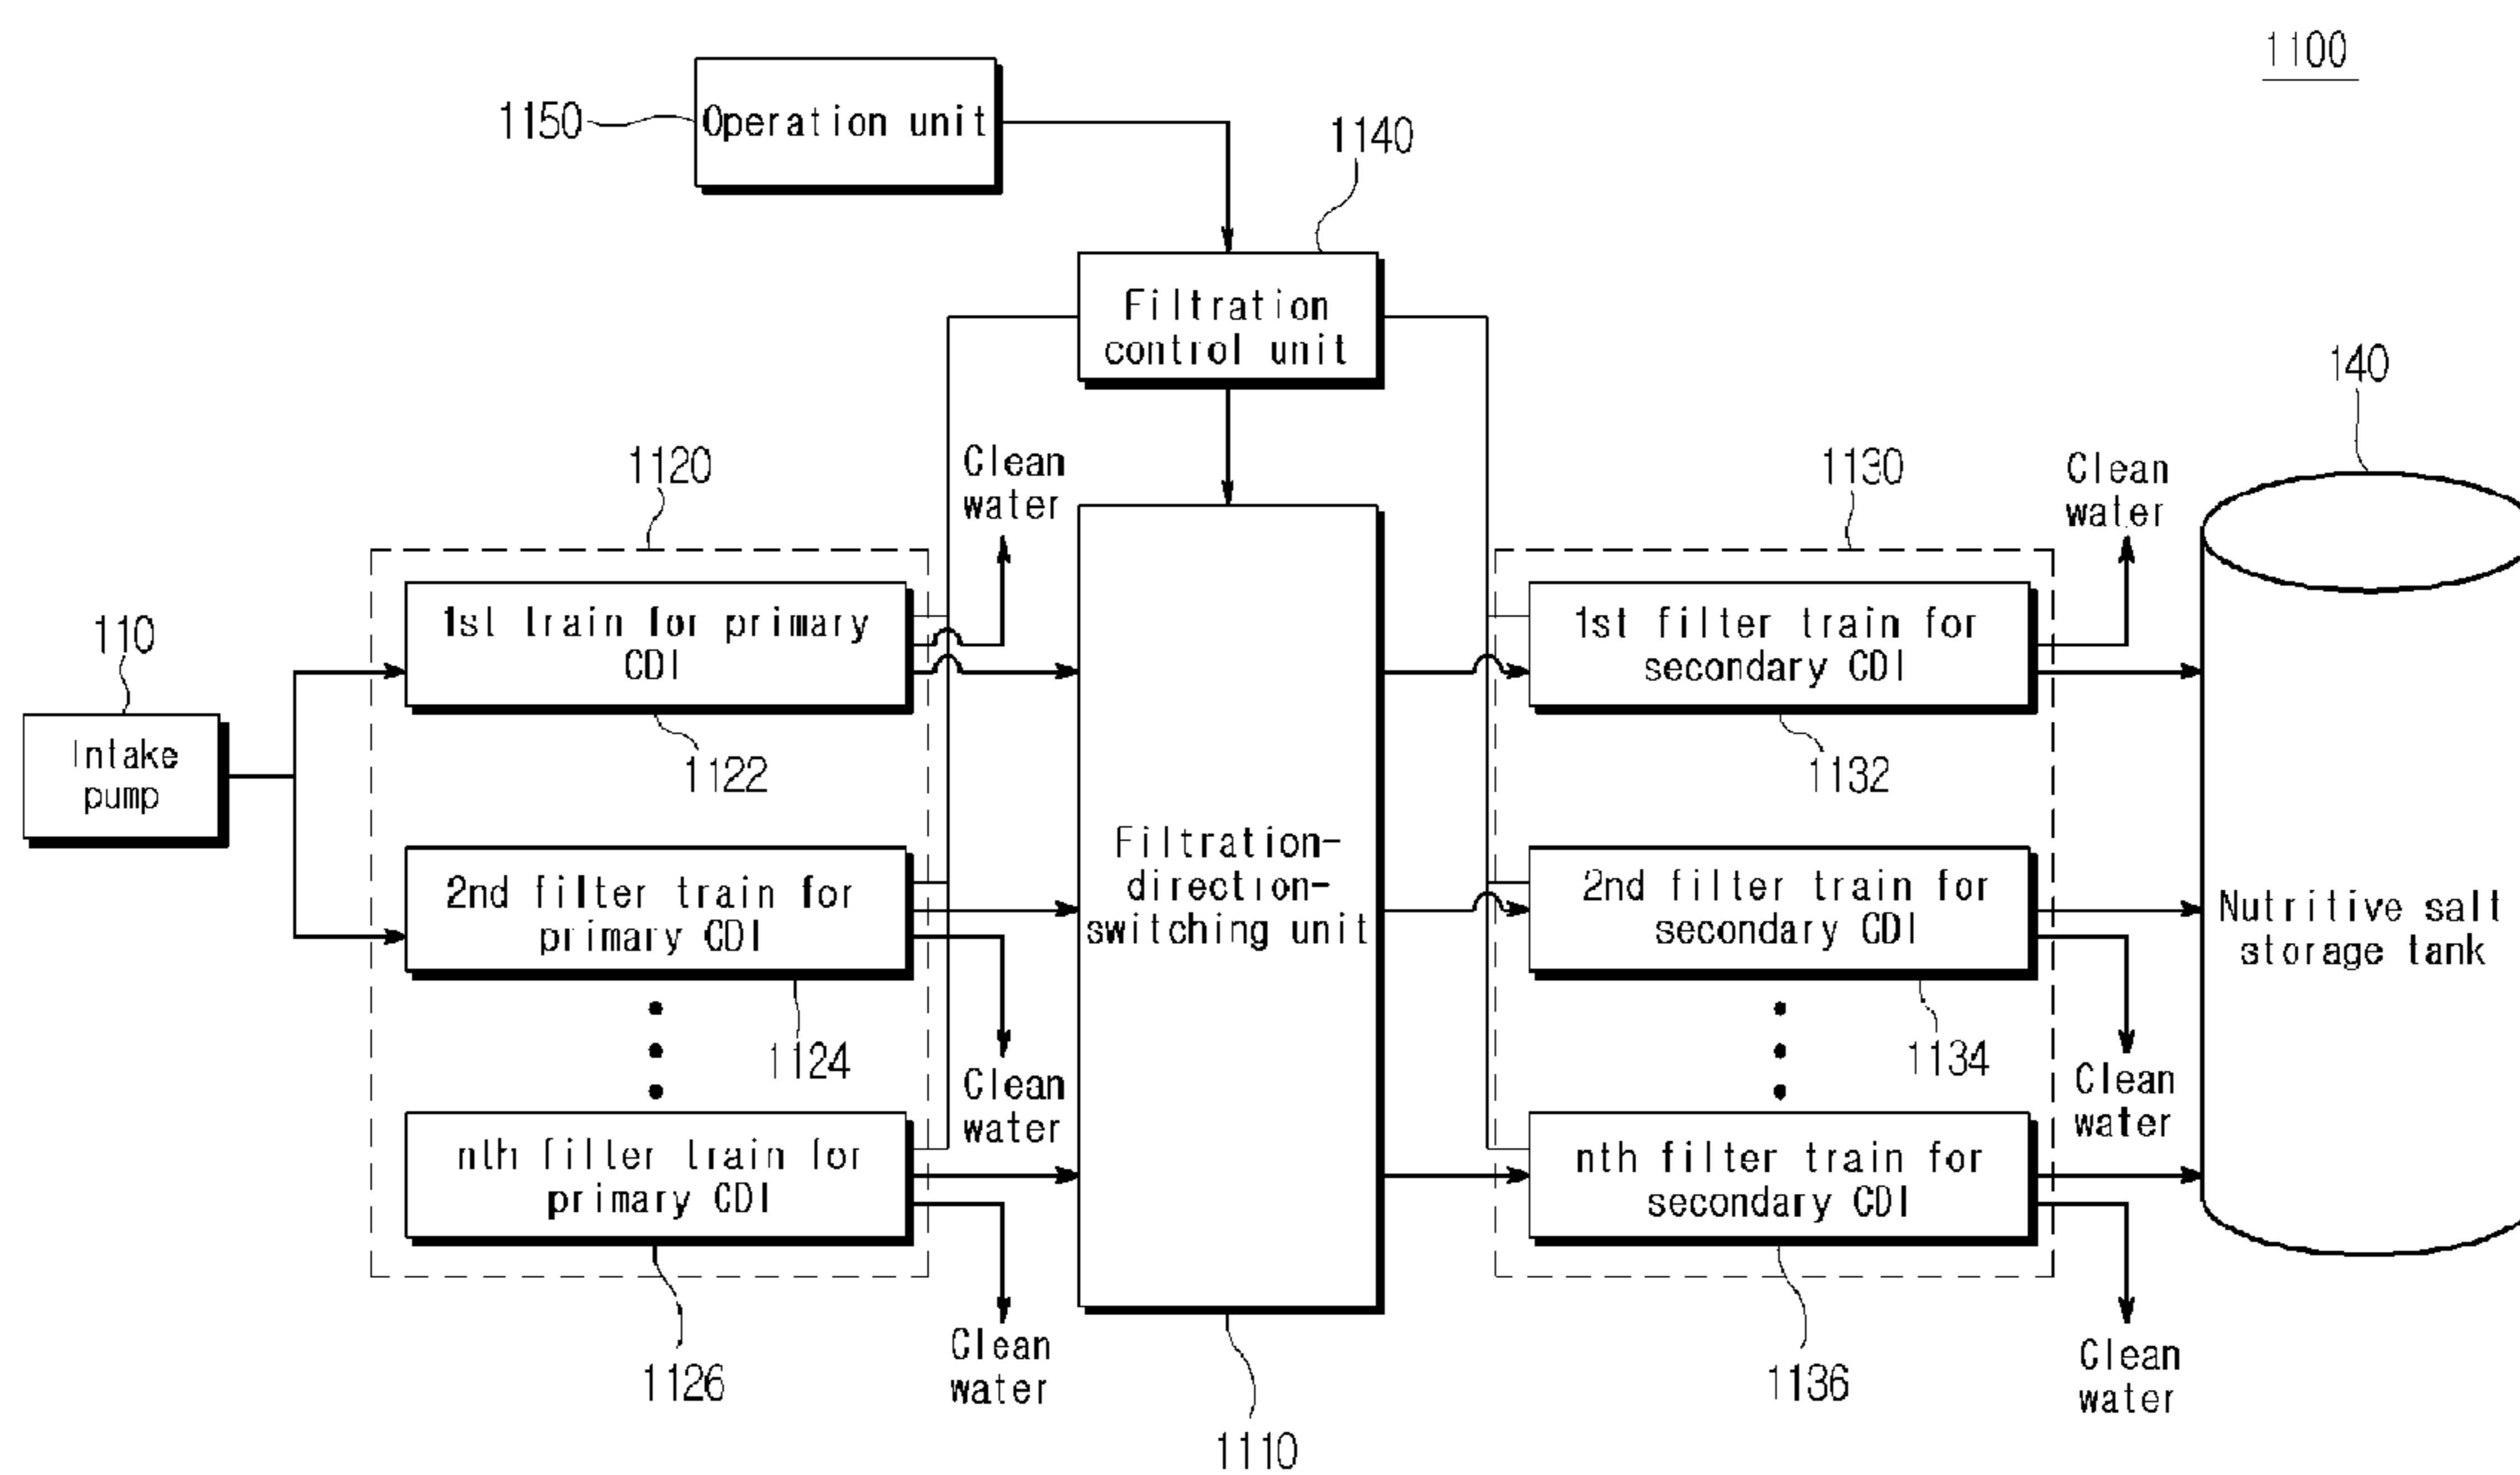 1100
1150
Operation unit
1140
Filtration
control unit
140
1120
Clean
water
1130
Clean
water
110
1st train for primary
CDI
1st filter train for
secondary CDI
Intake
pump
1122
1132
Filtration-
direction-
switching unit
2nd filter train for
primary CDI
2nd filter train for
secondary CDI
Nutritive salt
storage tank
1124
Clean
water
1134
Clean
water
nth filter train for
primary CDI
nth filter train for
secondary CDI
1126
Clean
water
1136
Clean
water
1110